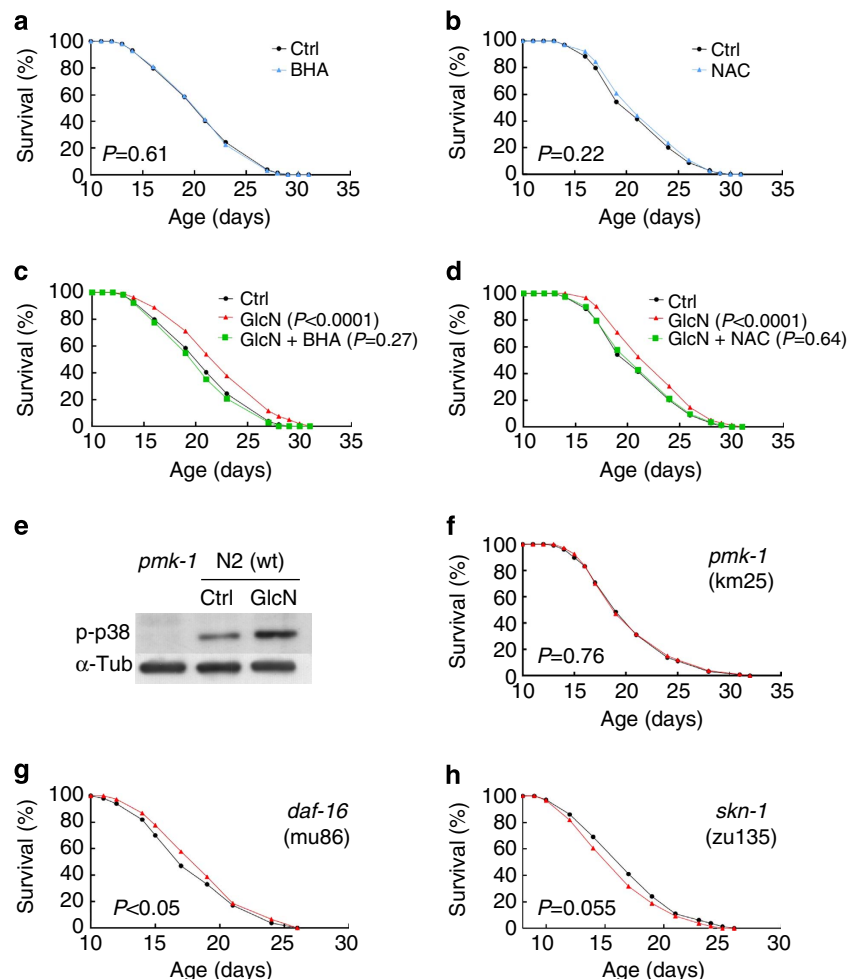 a
Survival (%)
100
80
60
40
20
0
Ctrl
BHA
P=0.61
10 15 20 25 30 35
Age (days)
b
Survival (%)
100
80
60
40
20
0
Ctrl
NAC
P=0.22
10 15 20 25 30 35
Age (days)
c
Survival (%)
100
80
60
40
20
0
Ctrl
GlcN (P<0.0001)
GlcN + BHA (P=0.27)
10 15 20 25 30 35
Age (days)
d
Survival (%)
100
80
60
40
20
0
Ctrl
GlcN (P<0.0001)
GlcN + NAC (P=0.64)
10 15 20 25 30 35
Age (days)
e
pmk-1 N2 (wt)
Ctrl GlcN
p-p38
α-Tub
f
Survival (%)
100
80
60
40
20
0
pmk-1
(km25)
P=0.76
10 15 20 25 30 35
Age (days)
g
Survival (%)
100
80
60
40
20
0
daf-16
(mu86)
P<0.05
10 15 20 25 30
Age (days)
h
Survival (%)
100
80
60
40
20
0
skn-1
(zu135)
P=0.055
10 15 20 25 30
Age (days)